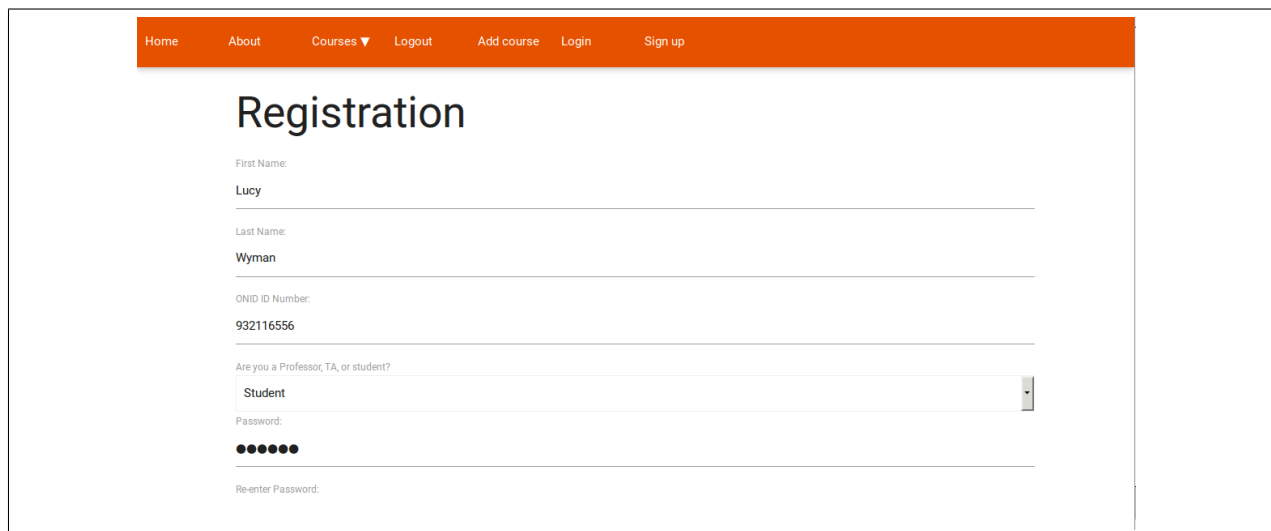 Home About Courses ▼ Logout Add course Login Sign up
Registration
First Name:
Lucy
Last Name:
Wyman
ONID ID Number:
932116556
Are you a Professor, TA, or student?
Student
Password:
●●●●●●
Re-enter Password: